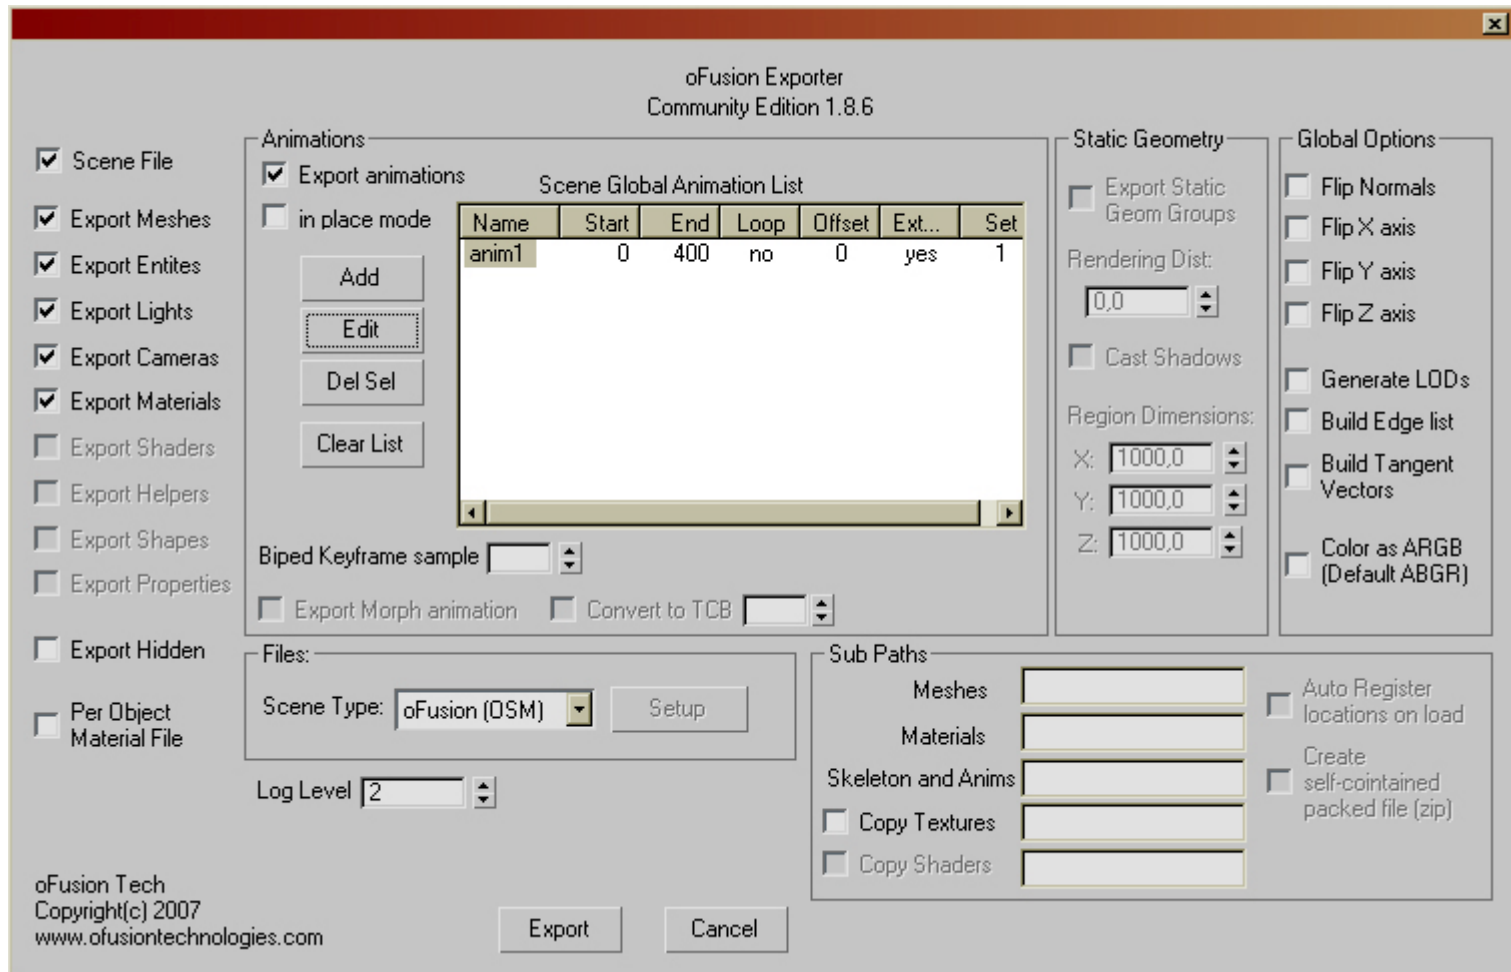 oFusion Exporter
Community Edition 1.8.6
Scene File
Export Meshes
Export Entites
Export Lights
Export Cameras
Export Materials
Export Shaders
Export Helpers
Export Shapes
Export Properties
Export Hidden
Per Object
Material File
Animations
Export animations
in place mode
Add
Edit
Del Sel
Clear List
Scene Global Animation List
Name Start End Loop Offset Ext... Set
anim1 0 400 no 0 yes 1
Biped Keyframe sample
Export Morph animation Convert to TCB
Static Geometry
Export Static
Geom Groups
Rendering Dist:
0,0
Cast Shadows
Region Dimensions:
X: 1000,0
Y: 1000,0
Z: 1000,0
Global Options
Flip Normals
Flip X axis
Flip Y axis
Flip Z axis
Generate LODs
Build Edge list
Build Tangent
Vectors
Color as ARGB
(Default ABGR)
Files:
Scene Type: oFusion (OSM) Setup
Log Level 2
Sub Paths
Meshes
Materials
Skeleton and Anims
Copy Textures
Copy Shaders
Auto Register
locations on load
Create
self-cointained
packed file (zip)
oFusion Tech
Copyright(c) 2007
www.ofusiontechnologies.com
Export Cancel